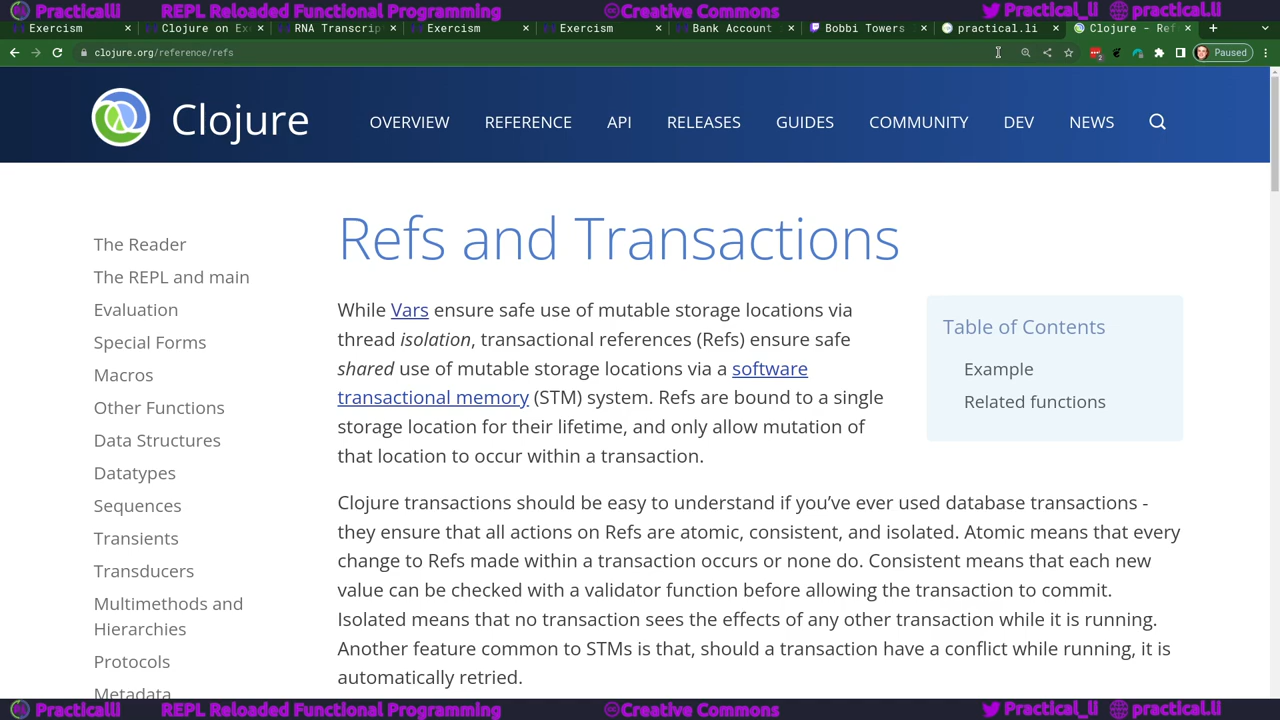 Practicalli REPL Reloaded Functional Programming Creative Commons Practical_li practical.li
Exercism × Clojure on Ex × RNA Transcrip × Exercism × Exercism × Bank Account × Bobbi Towers × practical.li × Clojure - Ref × +
clojure.org/reference/refs 2 Paused
Clojure OVERVIEW REFERENCE API RELEASES GUIDES COMMUNITY DEV NEWS
Refs and Transactions
The Reader
The REPL and main
Evaluation
Special Forms
Macros
Other Functions
Data Structures
Datatypes
Sequences
Transients
Transducers
Multimethods and
Hierarchies
Protocols
Metadata
While Vars ensure safe use of mutable storage locations via
thread isolation, transactional references (Refs) ensure safe
shared use of mutable storage locations via a software
transactional memory (STM) system. Refs are bound to a single
storage location for their lifetime, and only allow mutation of
that location to occur within a transaction.
Table of Contents
Example
Related functions
Clojure transactions should be easy to understand if you’ve ever used database transactions -
they ensure that all actions on Refs are atomic, consistent, and isolated. Atomic means that every
change to Refs made within a transaction occurs or none do. Consistent means that each new
value can be checked with a validator function before allowing the transaction to commit.
Isolated means that no transaction sees the effects of any other transaction while it is running.
Another feature common to STMs is that, should a transaction have a conflict while running, it is
automatically retried.
Practicalli REPL Reloaded Functional Programming Creative Commons Practical_li practical.li